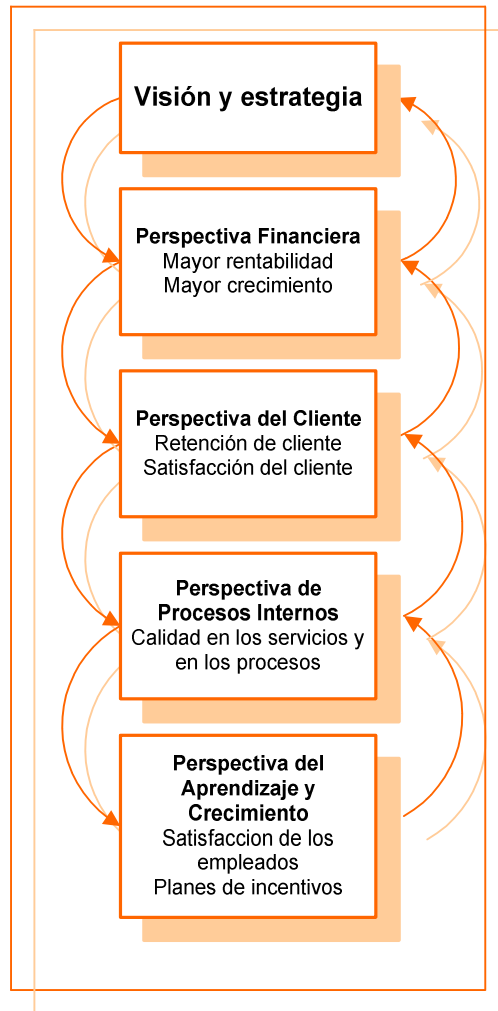 Visión y estrategia
Perspectiva Financiera
Mayor rentabilidad
Mayor crecimiento
Perspectiva del Cliente
Retención de cliente
Satisfacción del cliente
Perspectiva de
Procesos Internos
Calidad en los servicios y
en los procesos
Perspectiva del
Aprendizaje y
Crecimiento
Satisfaccion de los
empleados
Planes de incentivos